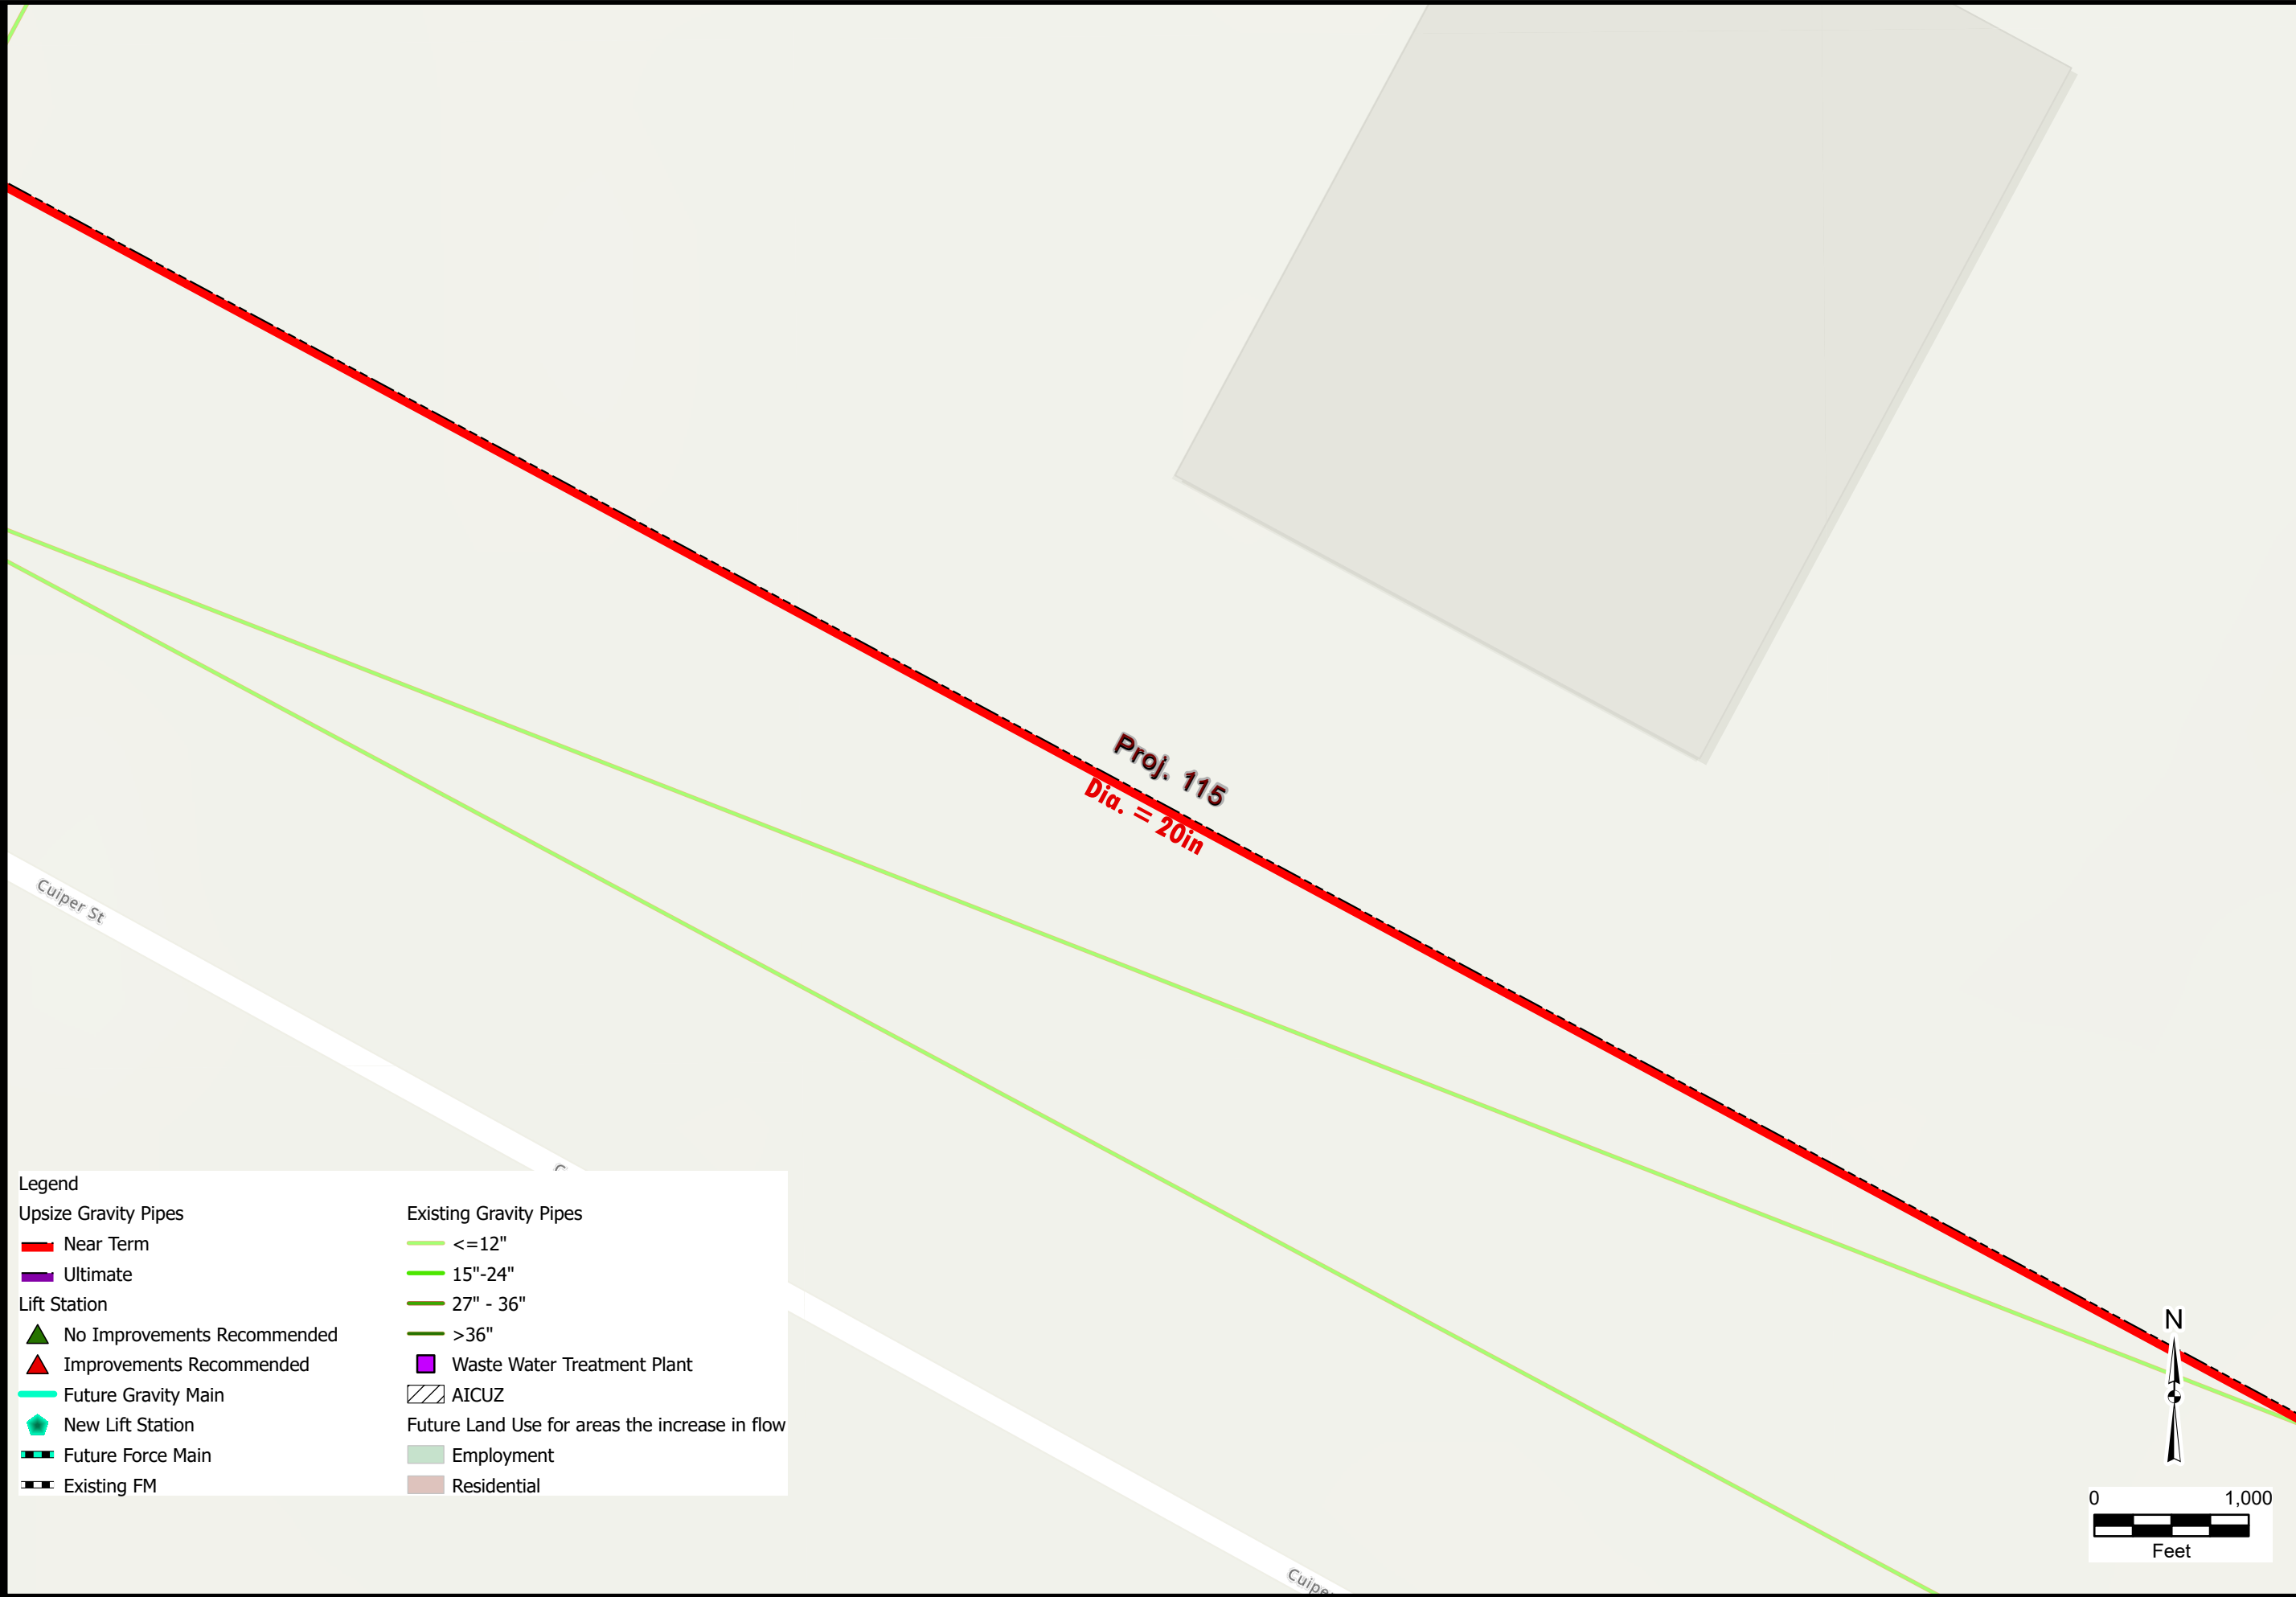 Proj. 115
Dia. = 20in
Cuiper St
Legend
Upsize Gravity Pipes
Near Term
Ultimate
Lift Station
No Improvements Recommended
Improvements Recommended
Future Gravity Main
New Lift Station
Future Force Main
Existing FM
Existing Gravity Pipes
<=12"
15"-24"
27" - 36"
>36"
Waste Water Treatment Plant
AICUZ
Future Land Use for areas the increase in flow
Employment
Residential
N
0 1,000
Feet